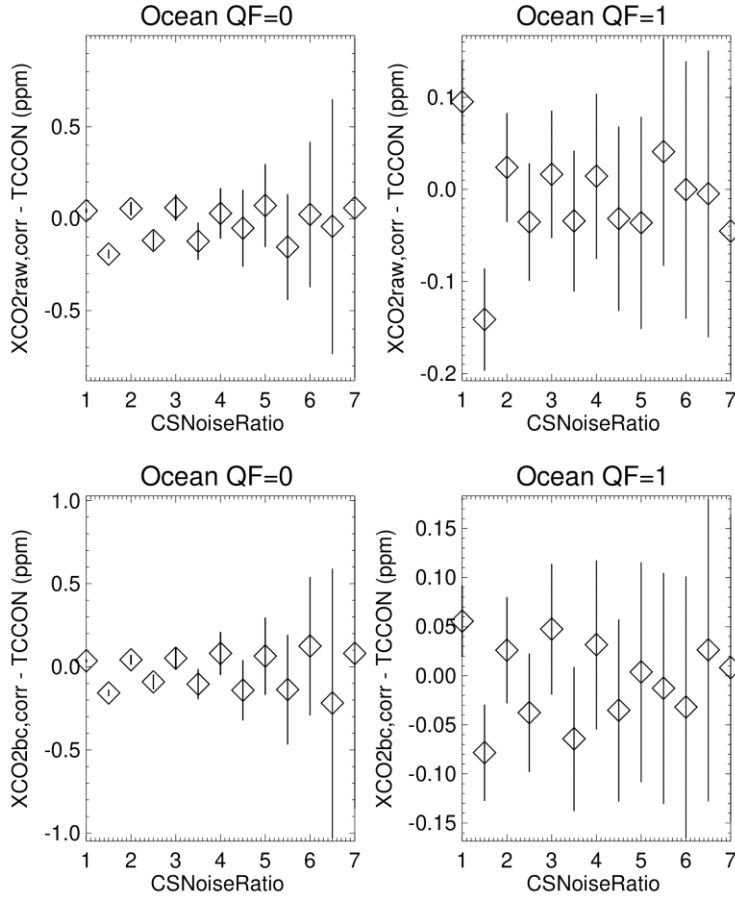 Ocean QF=0
XCO2raw,corr - TCCON (ppm)
0.5
0.0
-0.5
1 2 3 4 5 6 7
CSNoiseRatio
Ocean QF=1
XCO2raw,corr - TCCON (ppm)
0.1
0.0
-0.1
-0.2
1 2 3 4 5 6 7
CSNoiseRatio
Ocean QF=0
XCO2bc,corr - TCCON (ppm)
1.0
0.5
0.0
-0.5
-1.0
1 2 3 4 5 6 7
CSNoiseRatio
Ocean QF=1
XCO2bc,corr - TCCON (ppm)
0.15
0.10
0.05
0.00
-0.05
-0.10
-0.15
1 2 3 4 5 6 7
CSNoiseRatio